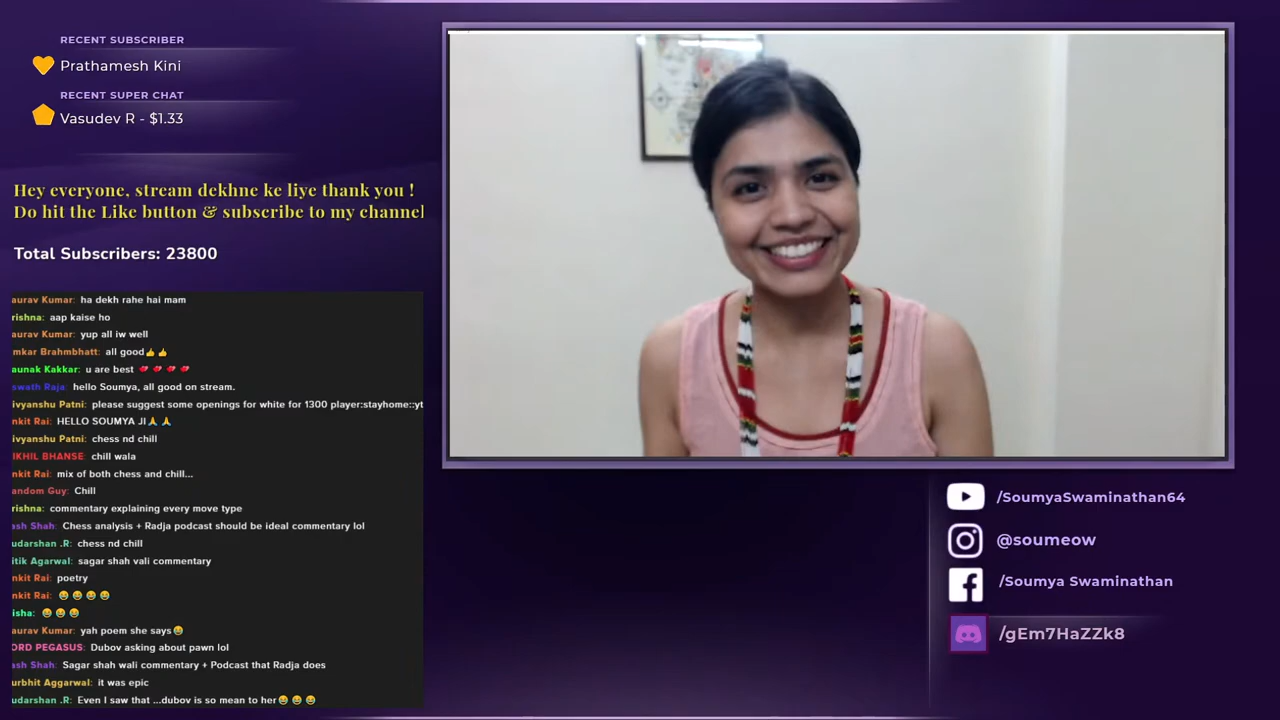 RECENT SUBSCRIBER
Prathamesh Kini
RECENT SUPER CHAT
Vasudev R - $1.33
Hey everyone, stream dekhne ke liye thank you !
Do hit the Like button & subscribe to my channel
Total Subscribers: 23800
aurav Kumar: ha dekh rahe hai mam
rishna: aap kaise ho
aurav Kumar: yup all iw well
mkar Brahmbhatt: all good👍👍
aunak Kakkar: u are best
swath Raja: hello Soumya, all good on stream.
ivyanshu Patni: please suggest some openings for white for 1300 player:stayhome::yt
nkit Rai: HELLO SOUMYA JI🙏🙏
ivyanshu Patni: chess nd chill
IKHIL BHANSE: chill wala
nkit Rai: mix of both chess and chill...
andom Guy: Chill
rishna: commentary explaining every move type
ash Shah: Chess analysis + Radja podcast should be ideal commentary lol
udarshan .R: chess nd chill
itik Agarwal: sagar shah vali commentary
nkit Rai: poetry
nkit Rai: 😂😂😂😂
isha: 😂😂😂
aurav Kumar: yah poem she says😂
ORD PEGASUS: Dubov asking about pawn lol
ash Shah: Sagar shah wali commentary + Podcast that Radja does
urbhit Aggarwal: it was epic
udarshan .R: Even I saw that ...dubov is so mean to her😂😂😂
/SoumyaSwaminathan64
@soumeow
/Soumya Swaminathan
/gEm7HaZZk8